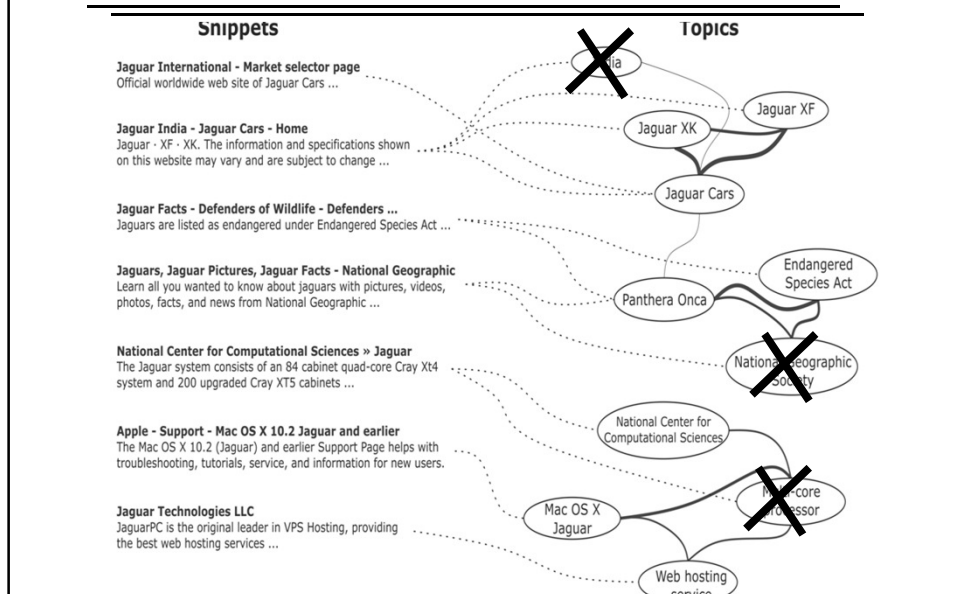 Snippets
Topics
Jaguar International - Market selector page
Official worldwide web site of Jaguar Cars ...
Jaguar India - Jaguar Cars - Home
Jaguar · XF · XK. The information and specifications shown
on this website may vary and are subject to change ...
Jaguar Facts - Defenders of Wildlife - Defenders ...
Jaguars are listed as endangered under Endangered Species Act ...
Jaguars, Jaguar Pictures, Jaguar Facts - National Geographic
Learn all you wanted to know about jaguars with pictures, videos,
photos, facts, and news from National Geographic ...
National Center for Computational Sciences » Jaguar
The Jaguar system consists of an 84 cabinet quad-core Cray Xt4
system and 200 upgraded Cray XT5 cabinets ...
Apple - Support - Mac OS X 10.2 Jaguar and earlier
The Mac OS X 10.2 (Jaguar) and earlier Support Page helps with
troubleshooting, tutorials, service, and information for new users.
Jaguar Technologies LLC
JaguarPC is the original leader in VPS Hosting, providing
the best web hosting services ...
Jaguar XF
Jaguar XK
Jaguar Cars
Endangered
Species Act
Panthera Onca
National Geographic
Society
National Center for
Computational Sciences
Mac OS X
Jaguar
Web hosting
service